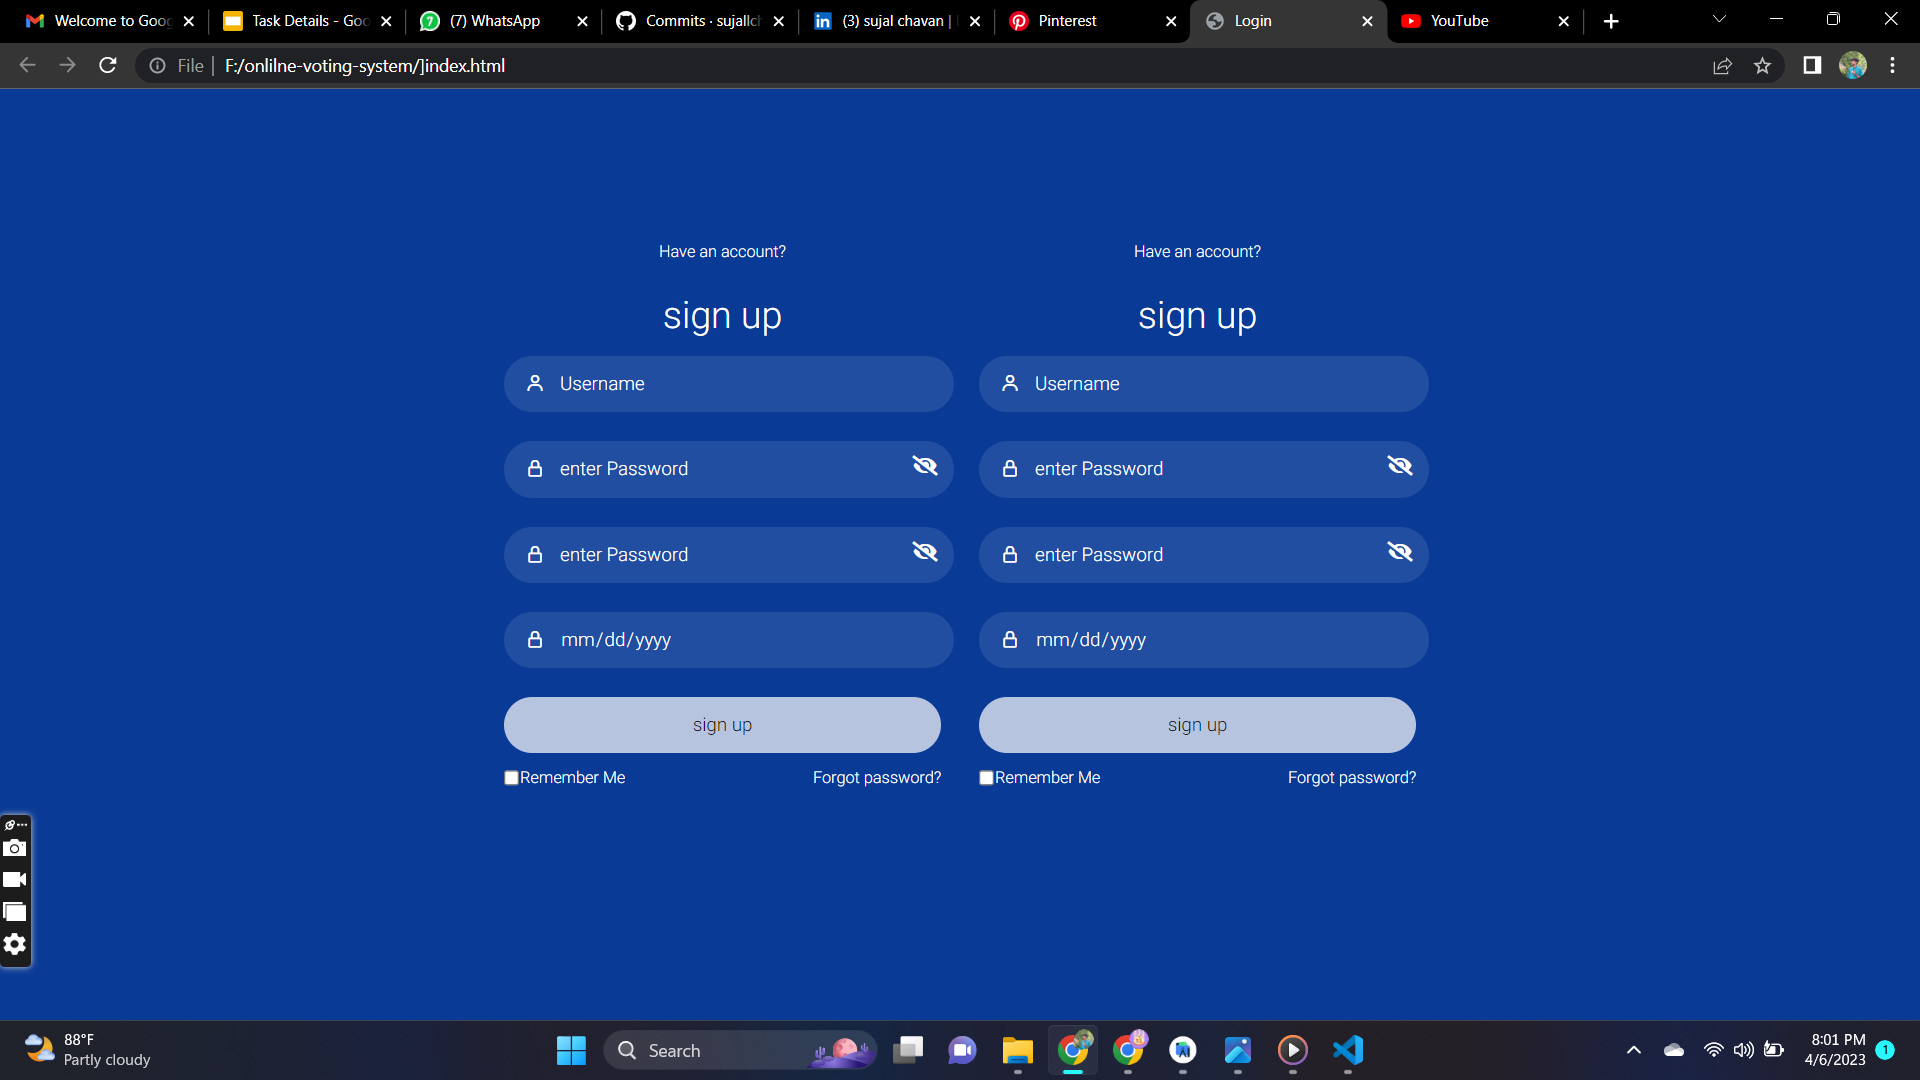 Welcome to Goog
Task Details - Goo
(7) WhatsApp
Commits · sujallch
(3) sujal chavan |
Pinterest
Login
YouTube
File | F:/onlilne-voting-system/]index.html
Have an account?
sign up
Username
enter Password
enter Password
mm/dd/yyyy
sign up
Remember Me Forgot password?
Have an account?
sign up
Username
enter Password
enter Password
mm/dd/yyyy
sign up
Remember Me Forgot password?
88°F
Partly cloudy
Search
8:01 PM
4/6/2023
1